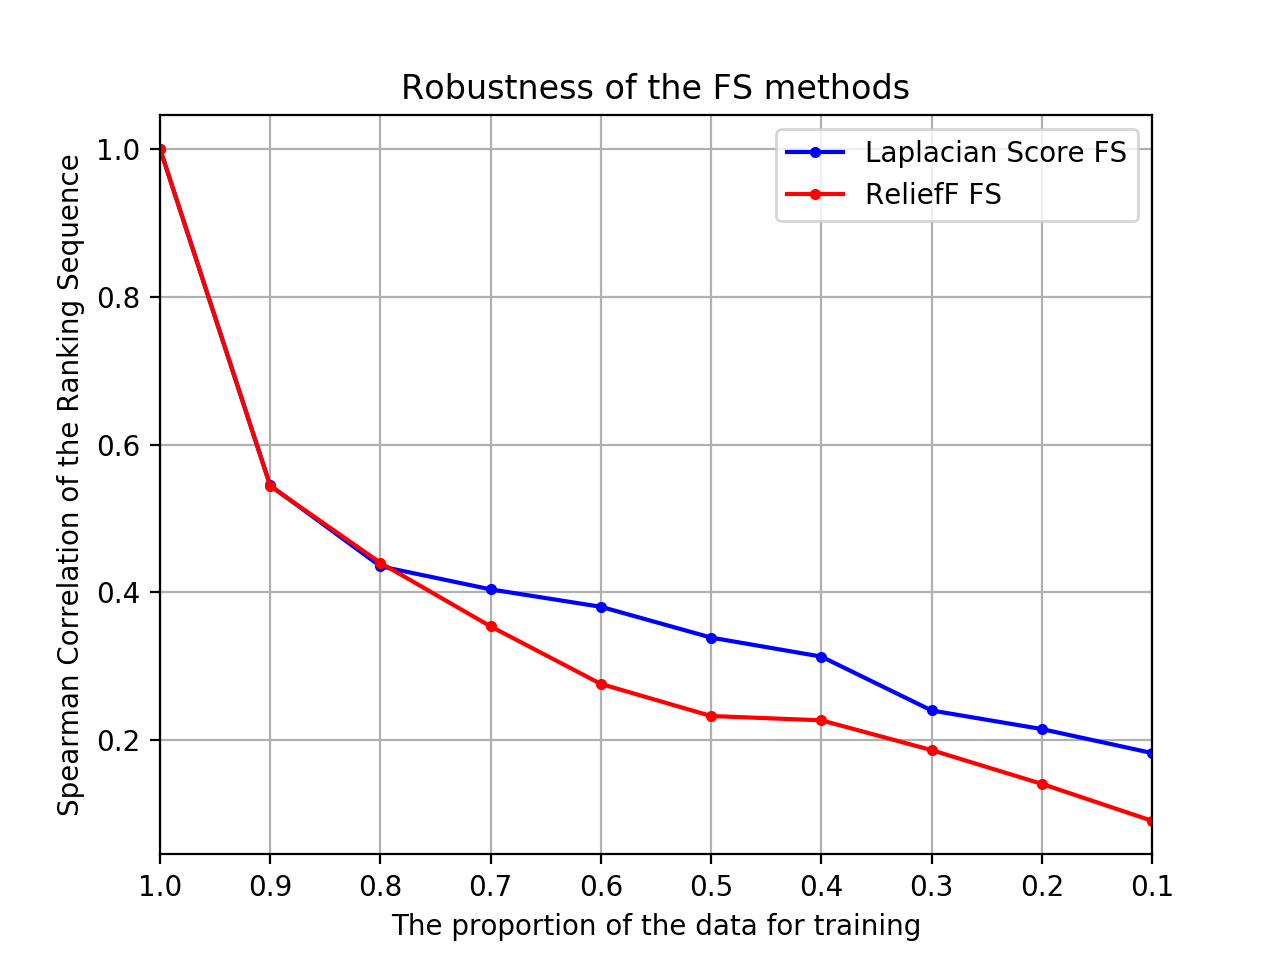 Robustness of the FS methods
Laplacian Score FS
ReliefF FS
Spearman Correlation of the Ranking Sequence
1.0
0.8
0.6
0.4
0.2
1.0 0.9 0.8 0.7 0.6 0.5 0.4 0.3 0.2 0.1
The proportion of the data for training